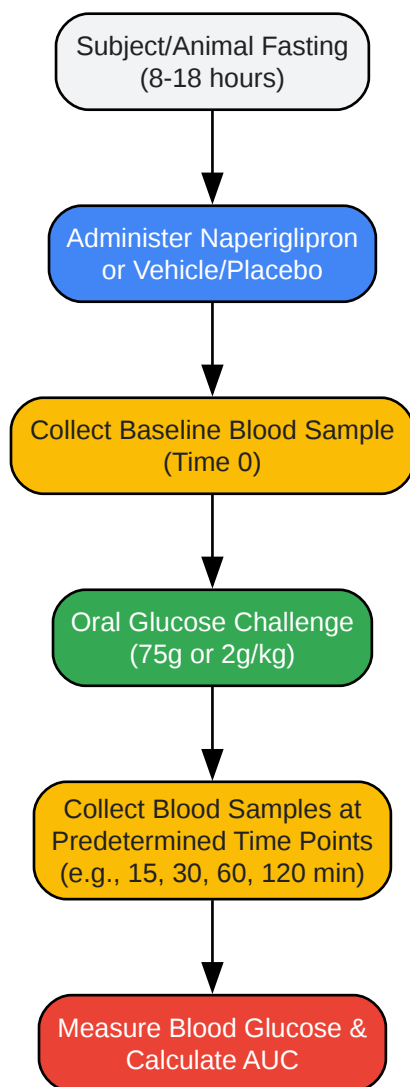 Subject/Animal Fasting
(8-18 hours)
Administer Naperiglipron
or Vehicle/Placebo
Collect Baseline Blood Sample
(Time 0)
Oral Glucose Challenge
(75g or 2g/kg)
Collect Blood Samples at
Predetermined Time Points
(e.g., 15, 30, 60, 120 min)
Measure Blood Glucose &
Calculate AUC